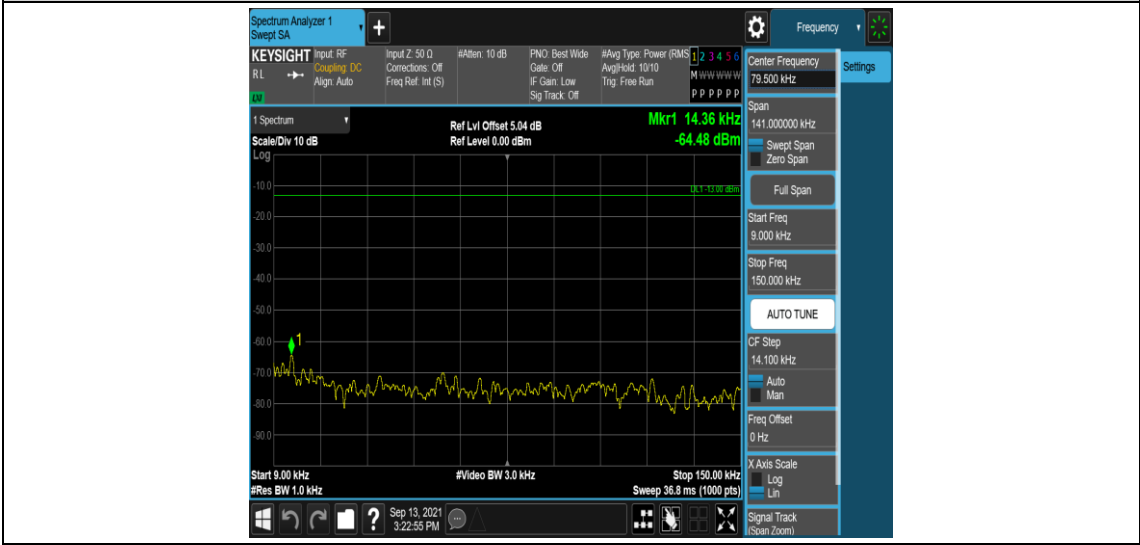 Spectrum Analyzer 1
Swept SA
+
Frequency
KEYSIGHT
RL
LM
Input: RF
Coupling: DC
Align: Auto
Input Z: 50 Ω
Corrections: Off
Freq Ref: Int (S)
#Atten: 10 dB
PNO: Best Wide
Gate: Off
IF Gain: Low
Sig Track: Off
#Avg Type: Power (RMS
Avg|Hold: 10/10
Trig: Free Run
1 2 3 4 5 6
M W W W W W
P P P P P P
1 Spectrum
Scale/Div 10 dB
Log
Ref Lvl Offset 5.04 dB
Ref Level 0.00 dBm
Mkr1 14.36 kHz
-64.48 dBm
DL1 -13.00 dBm
-10.0
-20.0
-30.0
-40.0
-50.0
-60.0
-70.0
-80.0
-90.0
1
Start 9.00 kHz
#Res BW 1.0 kHz
#Video BW 3.0 kHz
Stop 150.00 kHz
Sweep 36.8 ms (1000 pts)
?
Sep 13, 2021
3:22:55 PM
Center Frequency
79.500 kHz
Settings
Span
141.000000 kHz
Swept Span
Zero Span
Full Span
Start Freq
9.000 kHz
Stop Freq
150.000 kHz
AUTO TUNE
CF Step
14.100 kHz
Auto
Man
Freq Offset
0 Hz
X Axis Scale
Log
Lin
Signal Track
(Span Zoom)